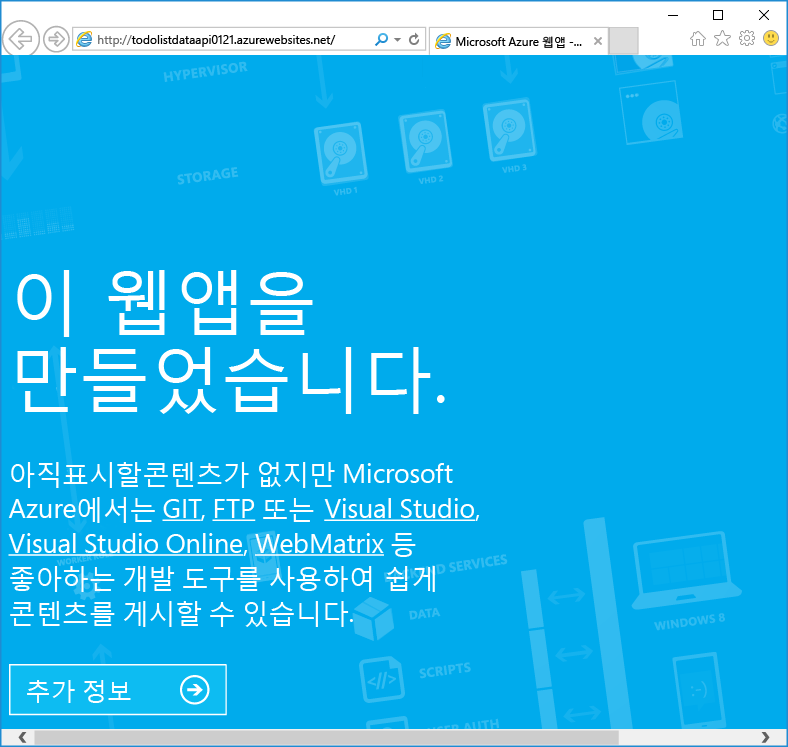 http://todolistdataapi0121.azurewebsites.net/
Microsoft Azure 웹앱 -...
HYPERVISOR
STORAGE
VHD 1
VHD 2
VHD 3
이 웹앱을
만들었습니다.
아직표시할콘텐츠가 없지만 Microsoft
Azure에서는 GIT, FTP 또는 Visual Studio,
Visual Studio Online, WebMatrix 등
좋아하는 개발 도구를 사용하여 쉽게
콘텐츠를 게시할 수 있습니다.
SERVICES
DATA
WINDOWS 8
SCRIPTS
</>
:-)
USER AUTH
추가 정보